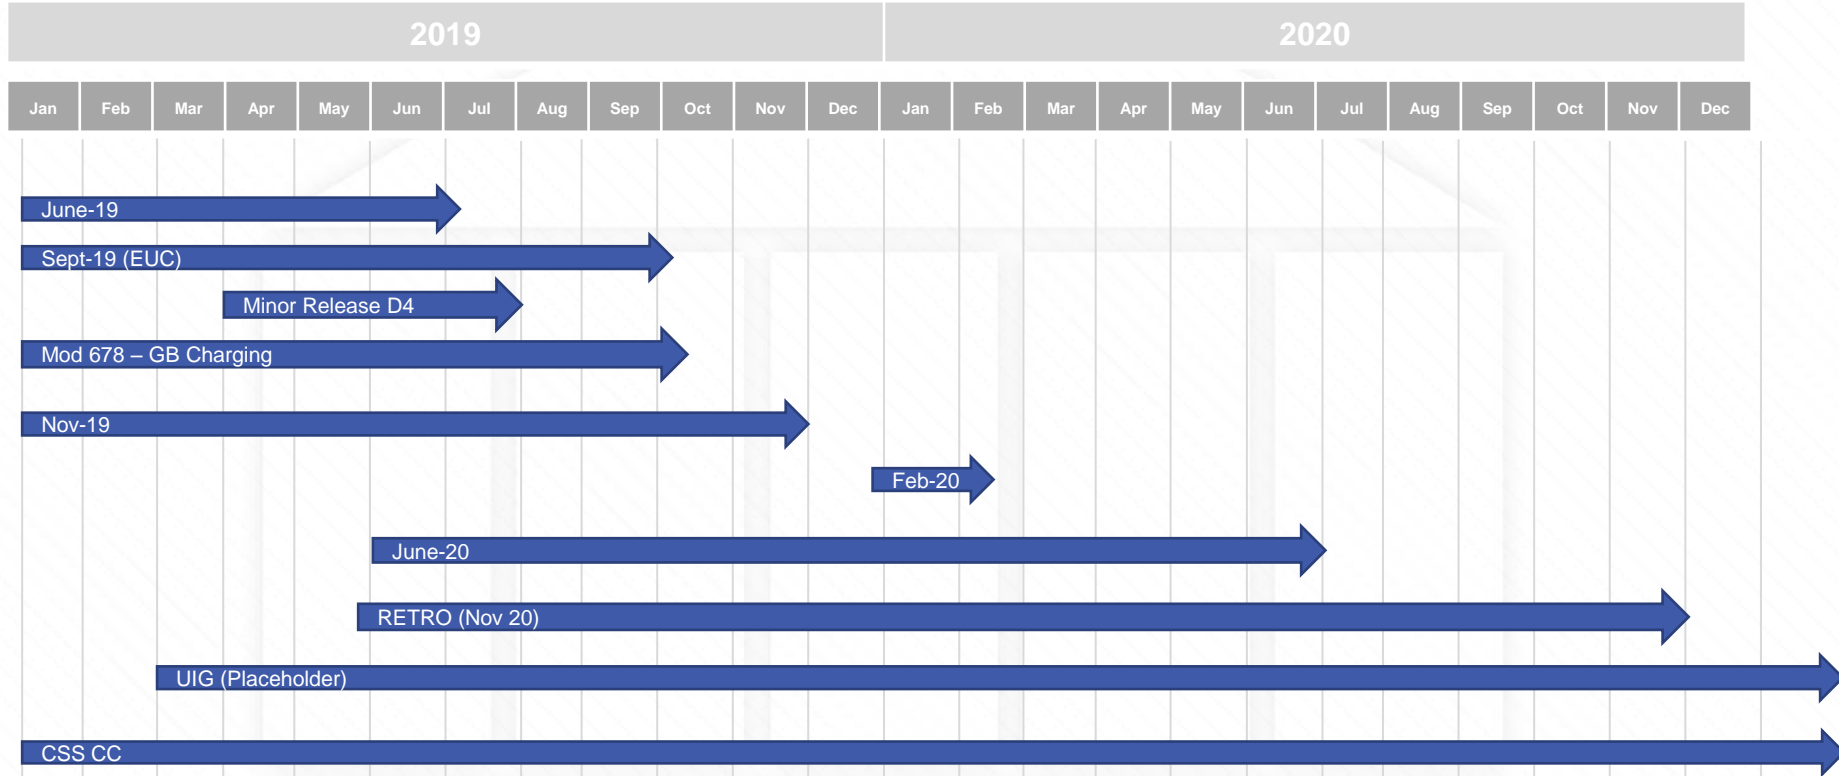 2019 2020
Jan Feb Mar Apr May Jun Jul Aug Sep Oct Nov Dec Jan Feb Mar Apr May Jun Jul Aug Sep Oct Nov Dec
June-19
Sept-19 (EUC)
Minor Release D4
Mod 678 – GB Charging
Nov-19
Feb-20
June-20
RETRO (Nov 20)
UIG (Placeholder)
CSS CC